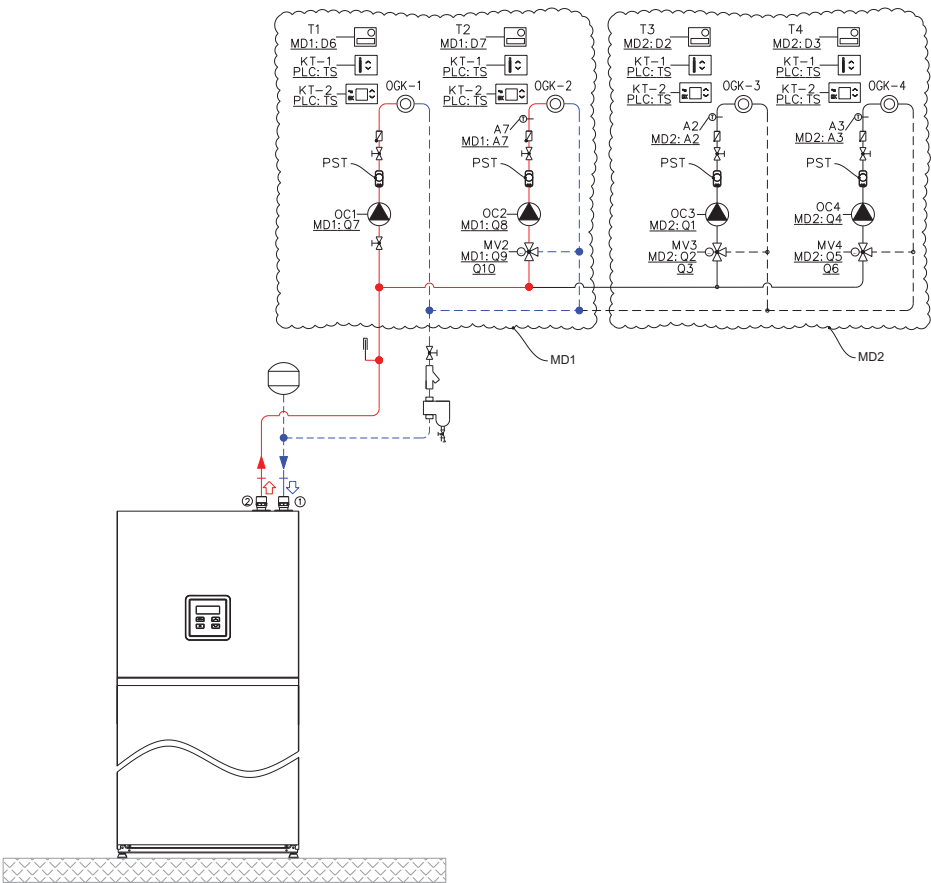 T1
MD1: D6
KT-1
PLC: TS
KT-2
PLC: TS
OGK-1
PST
OC1
MD1: Q7
T2
MD1: D7
KT-1
PLC: TS
KT-2
PLC: TS
OGK-2
A7
MD1: A7
PST
OC2
MD1: Q8
MV2
MD1: Q9
Q10
T3
MD2: D2
KT-1
PLC: TS
KT-2
PLC: TS
OGK-3
A2
MD2: A2
PST
OC3
MD2: Q1
MV3
MD2: Q2
Q3
T4
MD2: D3
KT-1
PLC: TS
KT-2
PLC: TS
OGK-4
A3
MD2: A3
PST
OC4
MD2: Q4
MV4
MD2: Q5
Q6
MD1
MD2
2
1